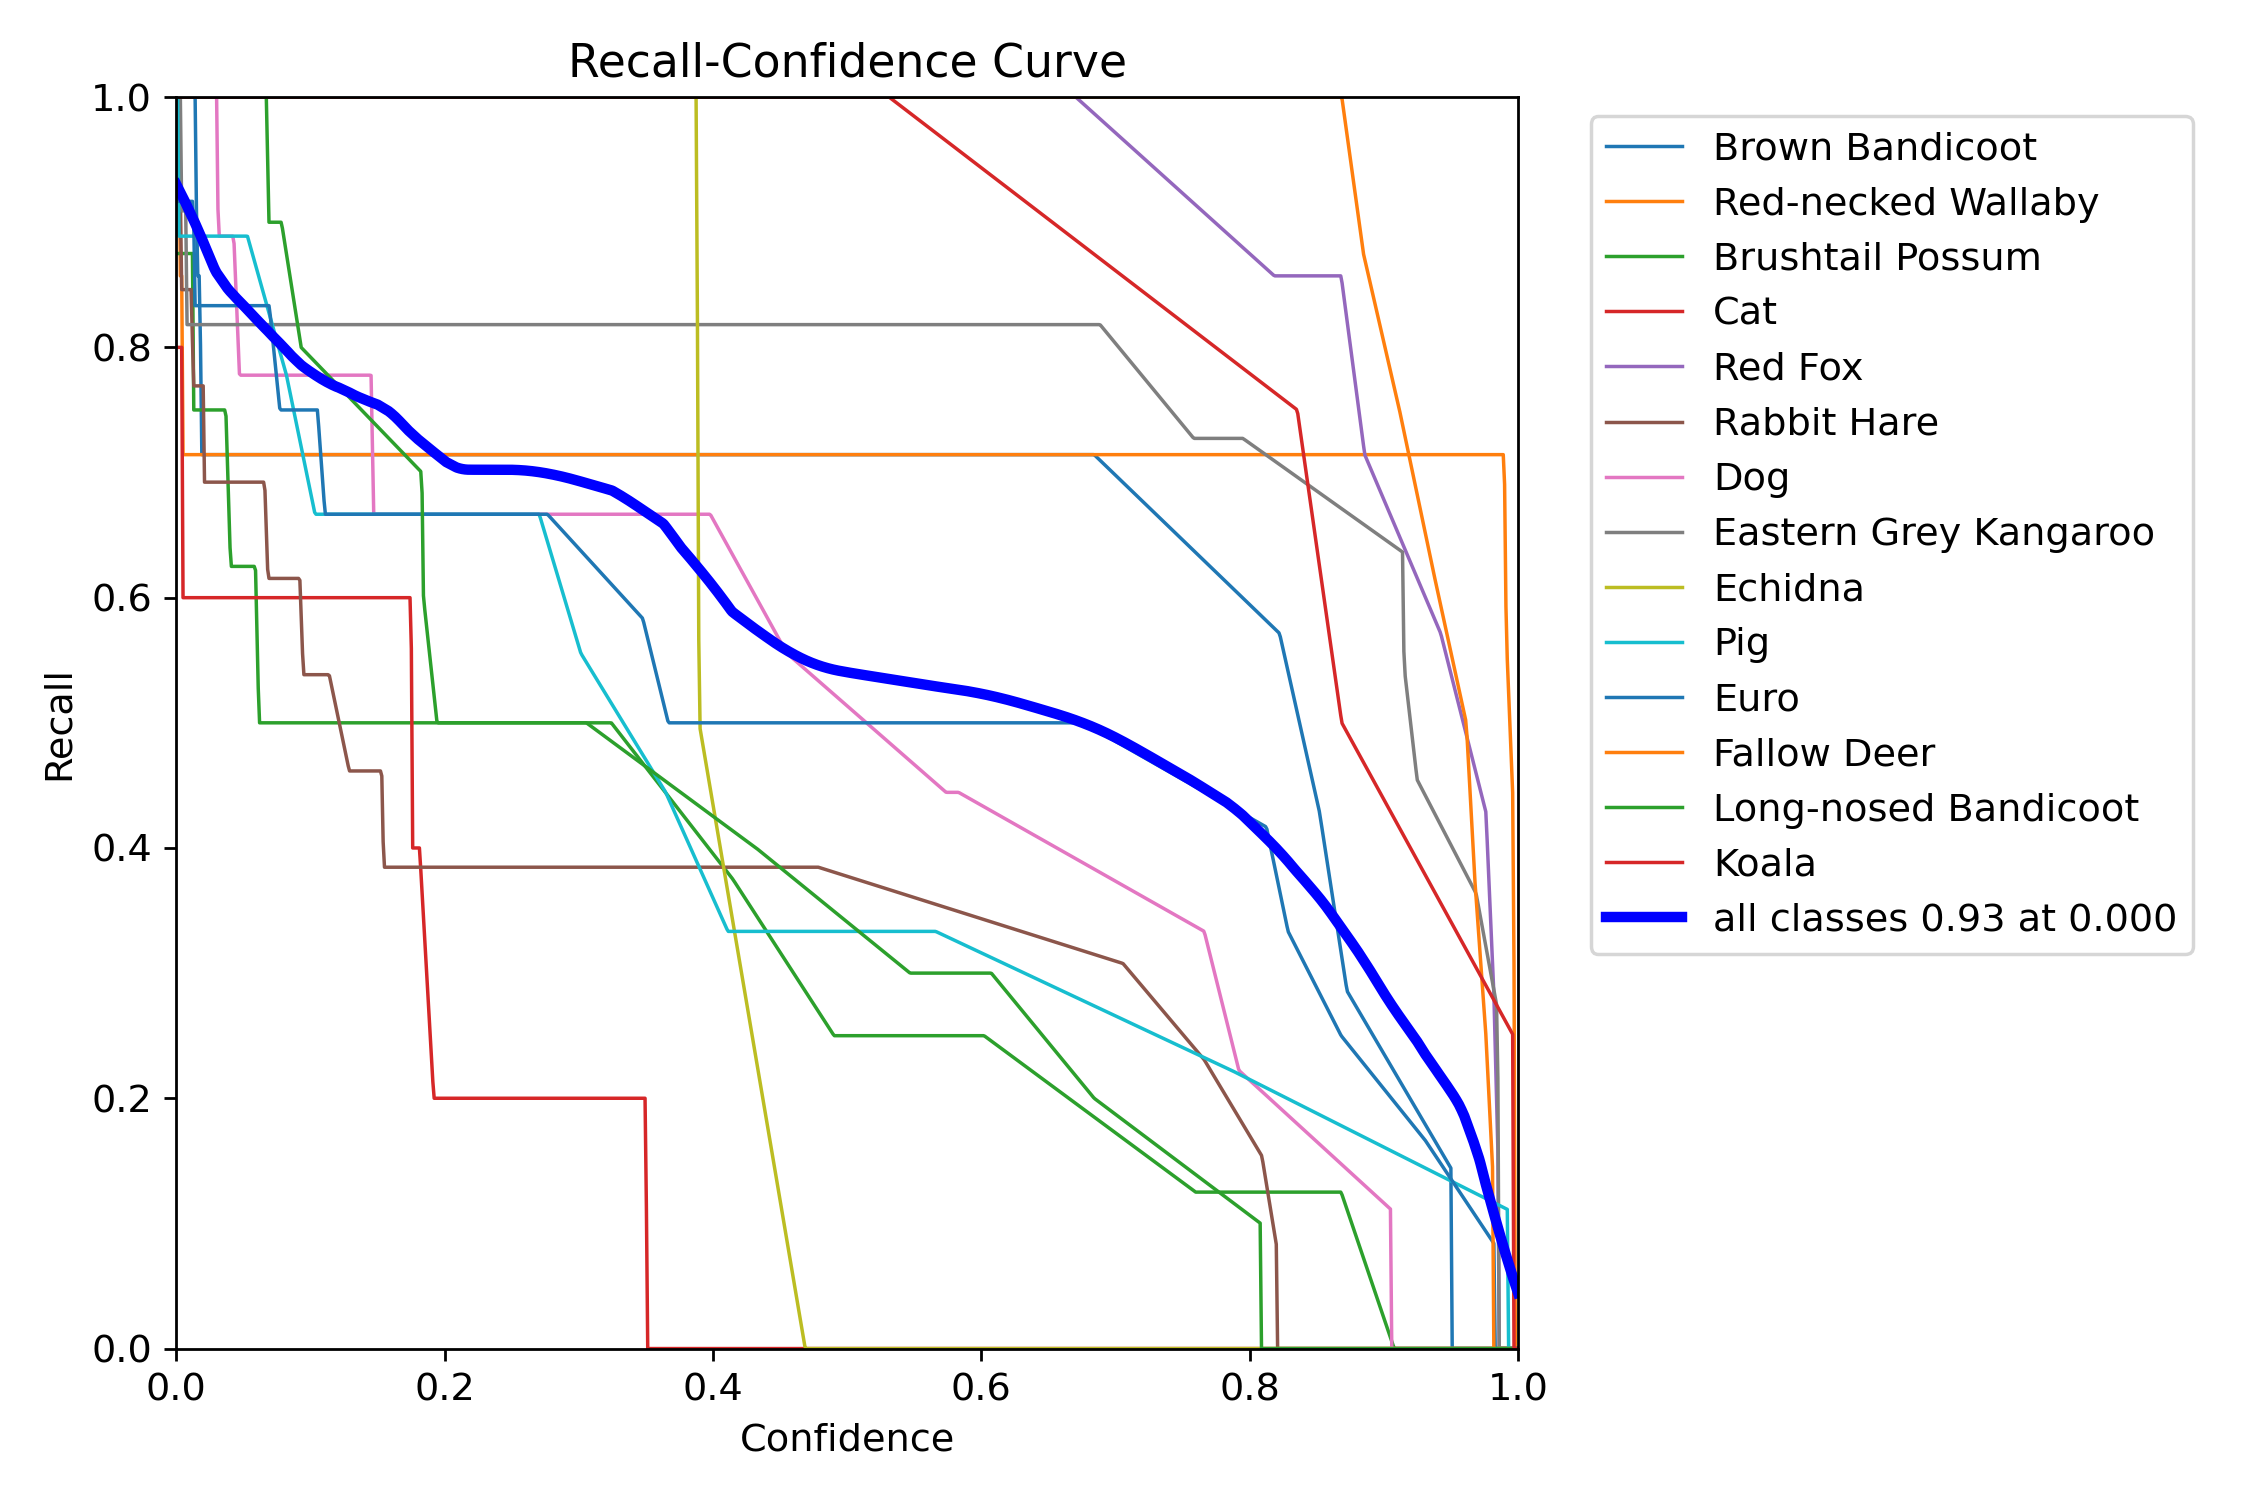 Recall-Confidence Curve
1.0
0.8
0.6
0.4
0.2
0.0
Recall
0.0 0.2 0.4 0.6 0.8 1.0
Confidence
Brown Bandicoot
Red-necked Wallaby
Brushtail Possum
Cat
Red Fox
Rabbit Hare
Dog
Eastern Grey Kangaroo
Echidna
Pig
Euro
Fallow Deer
Long-nosed Bandicoot
Koala
all classes 0.93 at 0.000